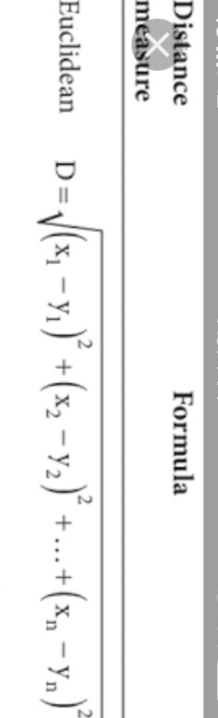 Distance Formula
measure
Euclidean D = √(x₁ − y₁)² + (x₂ − y₂)² + ... + (xₙ − yₙ)²